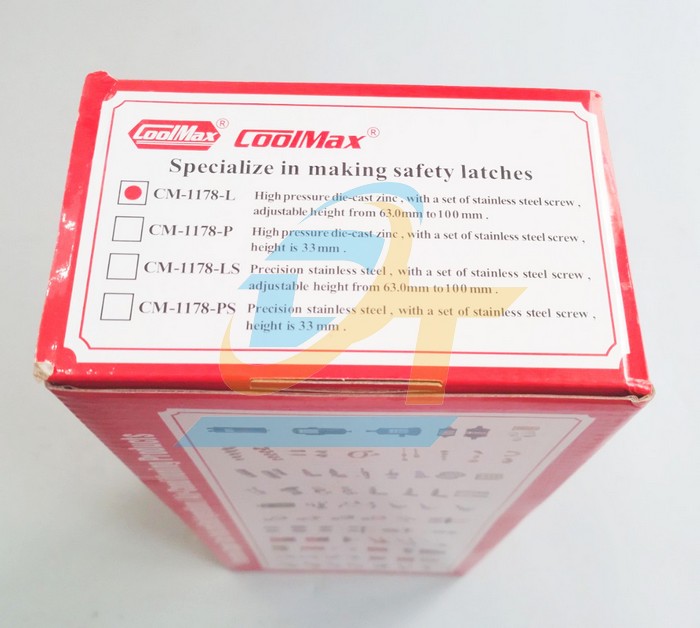 CoolMax® COOLMAX®
Specialize in making safety latches
CM-1178-L High pressure die-cast zinc , with a set of stainless steel screw ,
adjustable height from 63.0mm to 100 mm .
CM-1178-P High pressure die-cast zinc , with a set of stainless steel screw ,
height is 33 mm .
CM-1178-LS Precision stainless steel , with a set of stainless steel screw ,
adjustable height from 63.0mm to 100 mm .
CM-1178-PS Precision stainless steel , with a set of stainless steel screw ,
height is 33 mm .
DT